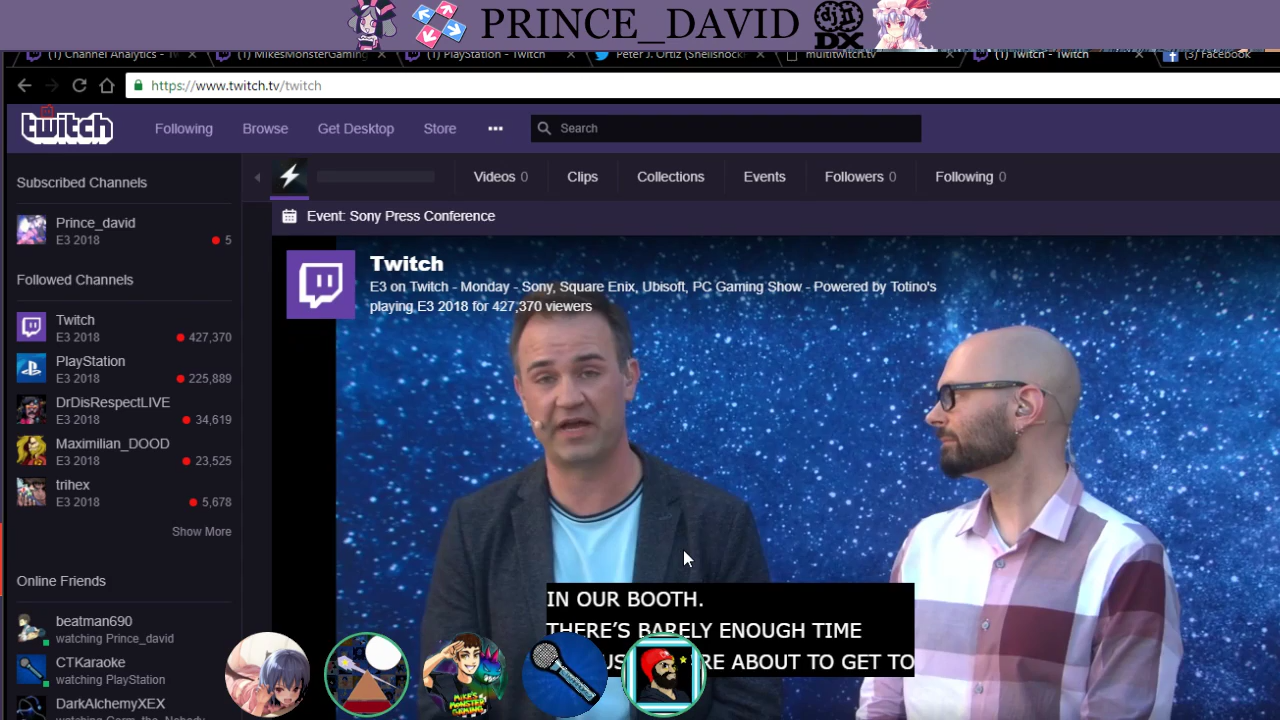 PRINCE_DAVID
(1) Channel Analytics - Tw
(1) MikesMonsterGaming
(1) PlayStation - Twitch
Peter J. Ortiz (Shellshock
multitwitch.tv
(1) Twitch - Twitch
(3) Facebook
https://www.twitch.tv/twitch
twitch
Following
Browse
Get Desktop
Store
Search
Subscribed Channels
Prince_david
E3 2018
5
Followed Channels
Twitch
E3 2018
427,370
PlayStation
E3 2018
225,889
DrDisRespectLIVE
E3 2018
34,619
Maximilian_DOOD
E3 2018
23,525
trihex
E3 2018
5,678
Show More
Online Friends
beatman690
watching Prince_david
CTKaraoke
watching PlayStation
DarkAlchemyXEX
Videos 0
Clips
Collections
Events
Followers 0
Following 0
Event: Sony Press Conference
Twitch
E3 on Twitch - Monday - Sony, Square Enix, Ubisoft, PC Gaming Show - Powered by Totino's
playing E3 2018 for 427,370 viewers
IN OUR BOOTH.
THERE'S BARELY ENOUGH TIME
ABOUT TO GET TO
MIKE'S
MONSTER
GAMING